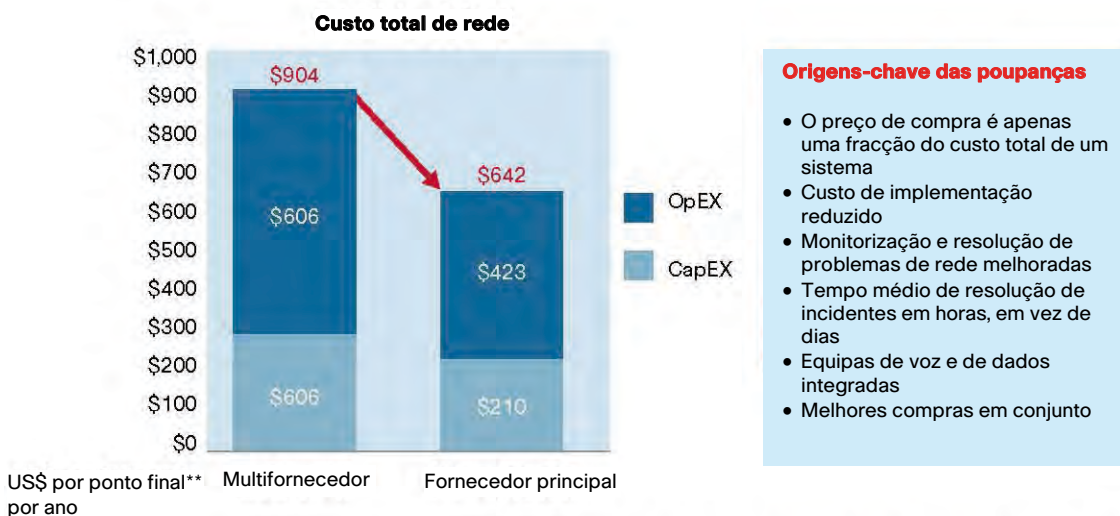 Custo total de rede
$1,000
$900
$800
$700
$600
$500
$400
$300
$200
$100
$0
$904
$606
$606
$642
$423
$210
OpEX
CapEX
US$ por ponto final**
por ano
Multifornecedor
Fornecedor principal
Origens-chave das poupanças
• O preço de compra é apenas
uma fracção do custo total de um
sistema
• Custo de implementação
reduzido
• Monitorização e resolução de
problemas de rede melhoradas
• Tempo médio de resolução de
incidentes em horas, em vez de
dias
• Equipas de voz e de dados
integradas
• Melhores compras em conjunto